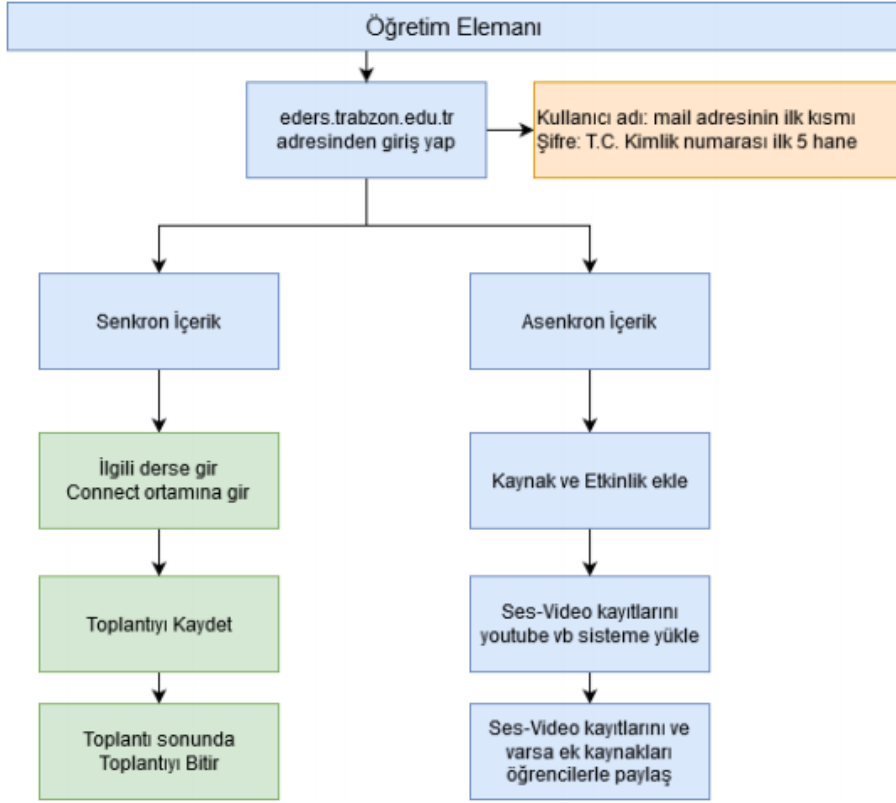 Öğretim Elemanı
eders.trabzon.edu.tr
adresinden giriş yap
Kullanıcı adı: mail adresinin ilk kısmı
Şifre: T.C. Kimlik numarası ilk 5 hane
Senkron İçerik
Asenkron İçerik
İlgili derse gir
Connect ortamına gir
Kaynak ve Etkinlik ekle
Toplantıyı Kaydet
Ses-Video kayıtlarını
youtube vb sisteme yükle
Toplantı sonunda
Toplantıyı Bitir
Ses-Video kayıtlarını ve
varsa ek kaynakları
öğrencilerle paylaş